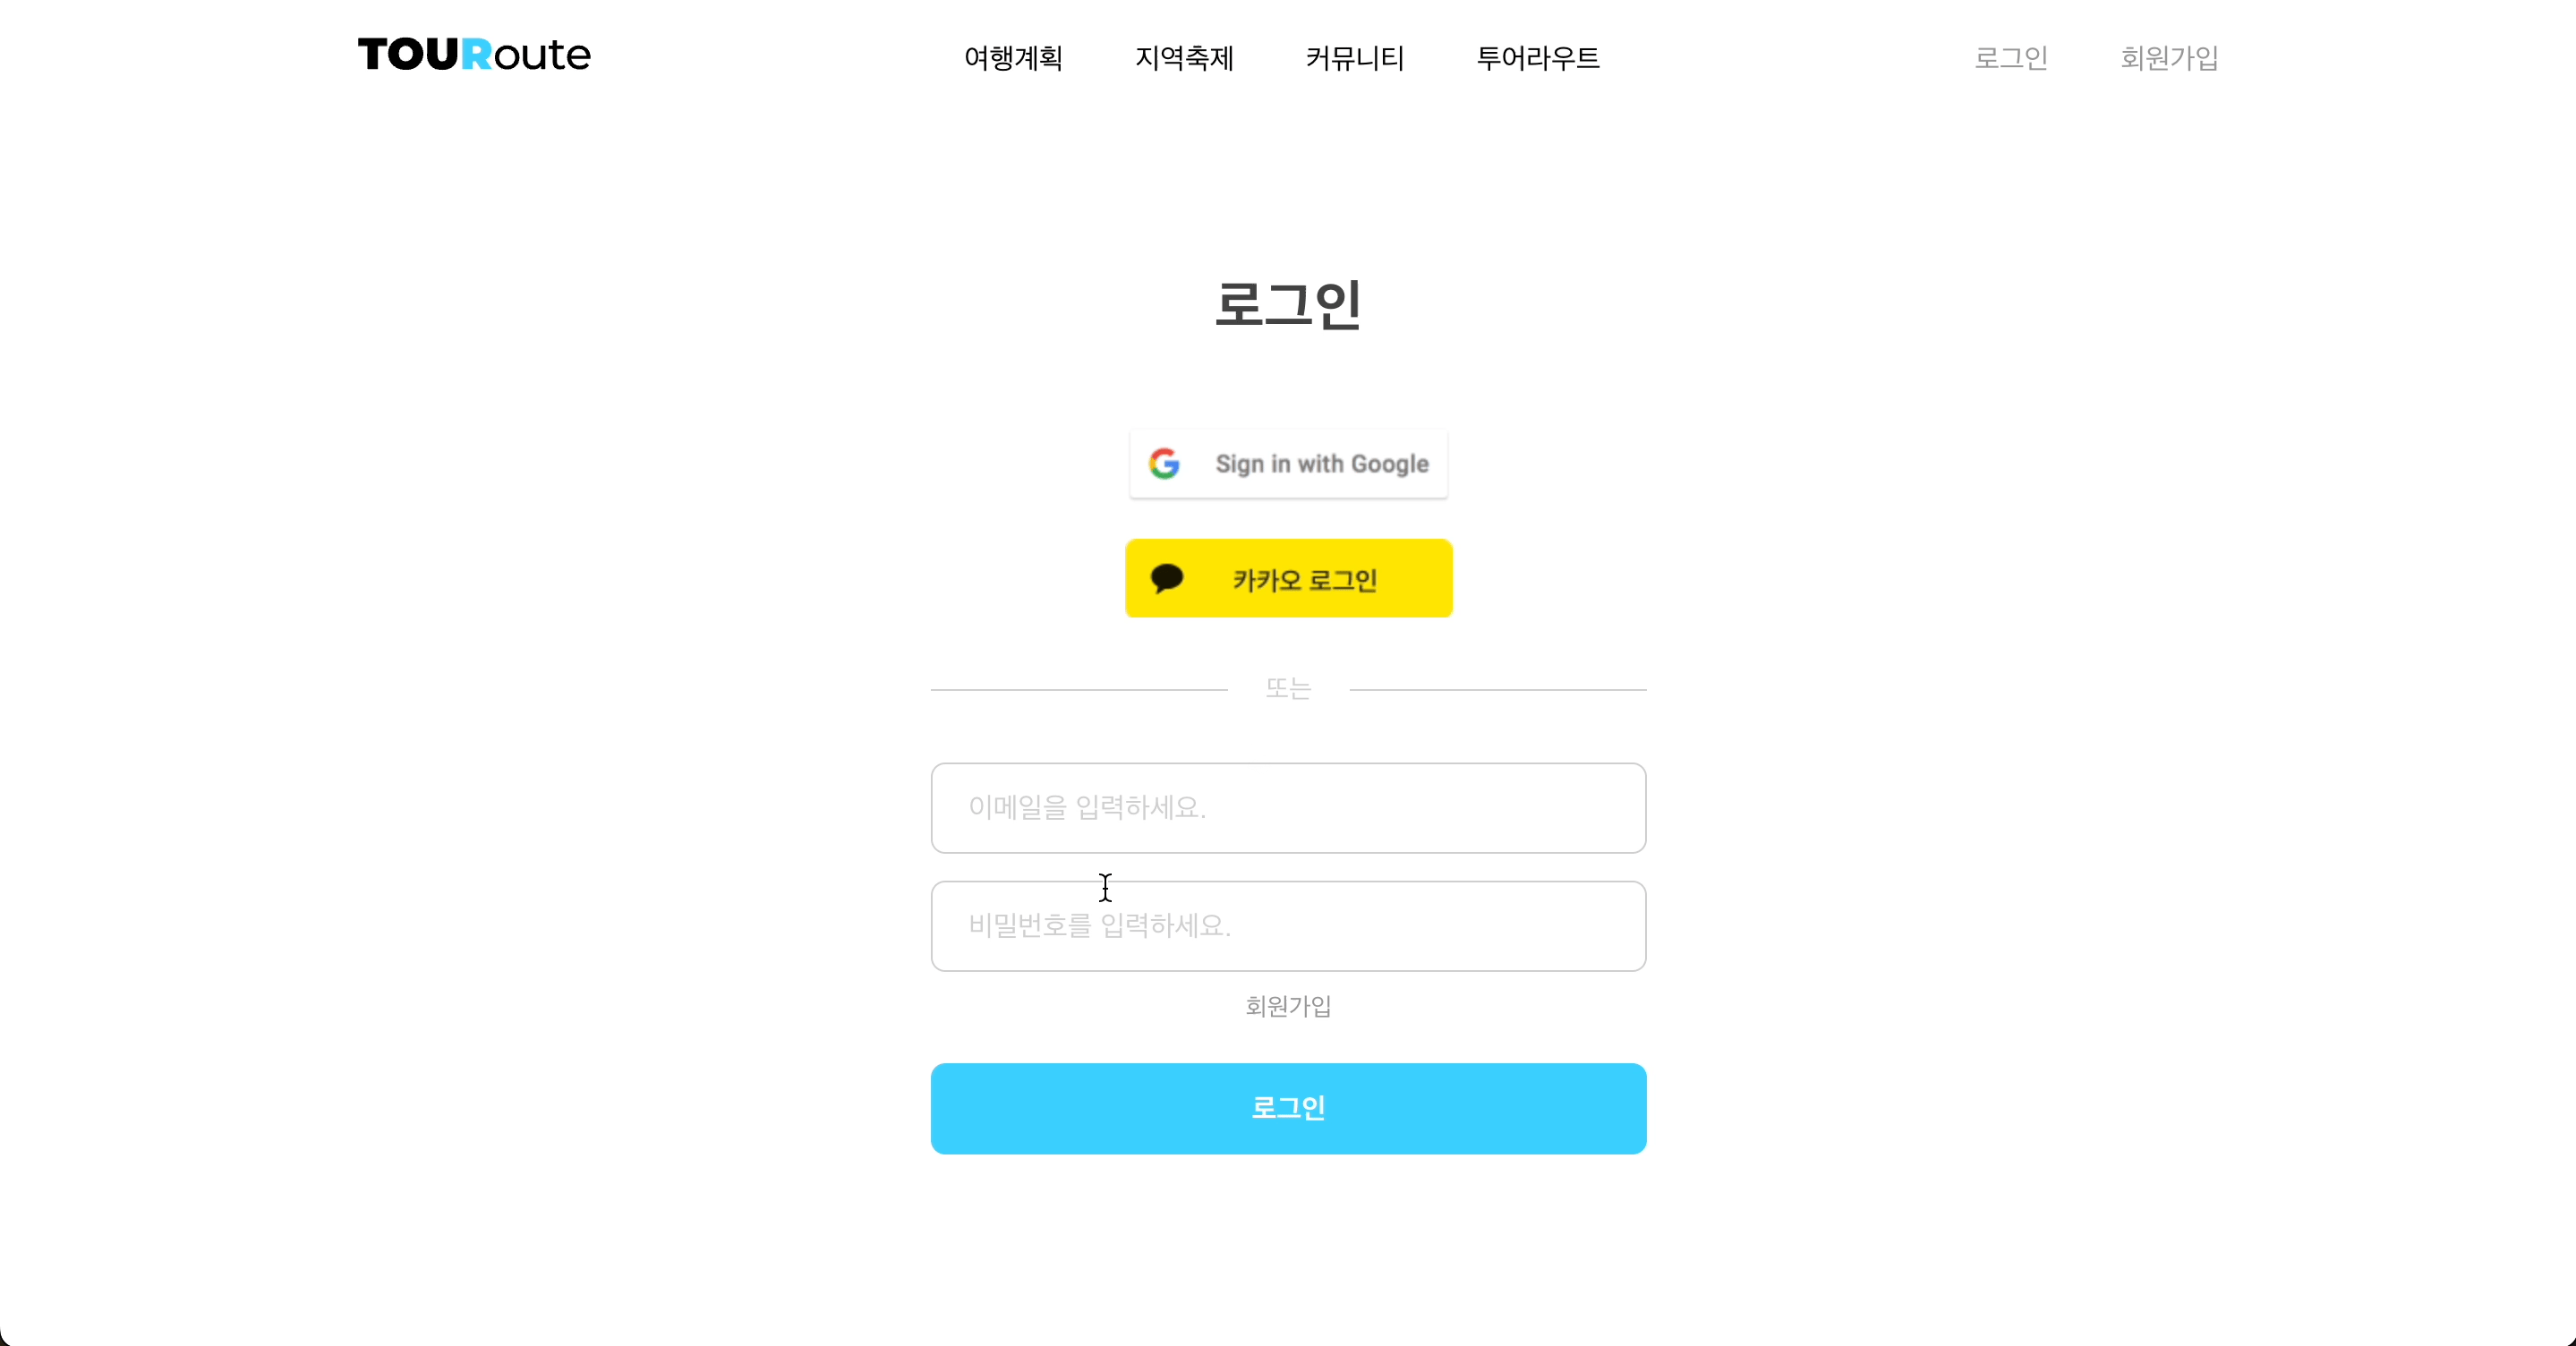 TOURoute 여행계획 지역축제 커뮤니티 투어라우트 로그인 회원가입
로그인
Sign in with Google
카카오 로그인
또는
이메일을 입력하세요.
비밀번호를 입력하세요.
회원가입
로그인